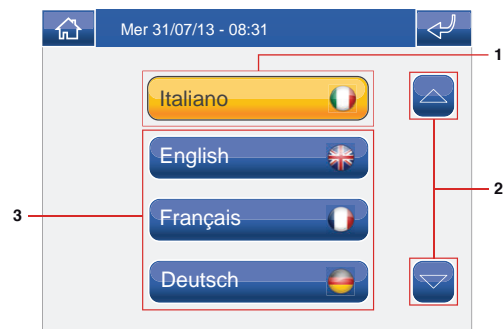 Mer 31/07/13 - 08:31
1
Italiano
English
2
3
Français
Deutsch